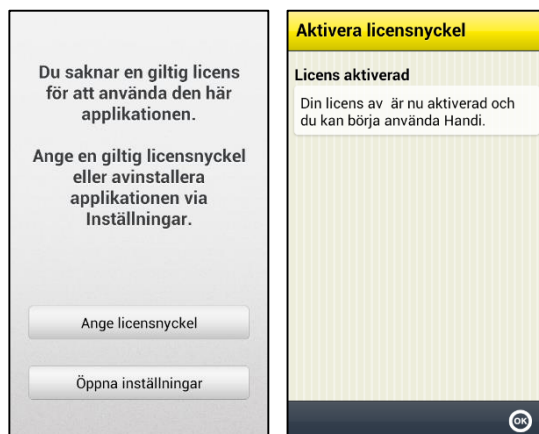 Du saknar en giltig licens
för att använda den här
applikationen.
Ange en giltig licensnyckel
eller avinstallera
applikationen via
Inställningar.
Ange licensnyckel
Öppna inställningar
Aktivera licensnyckel
Licens aktiverad
Din licens av  är nu aktiverad och
du kan börja använda Handi.
OK